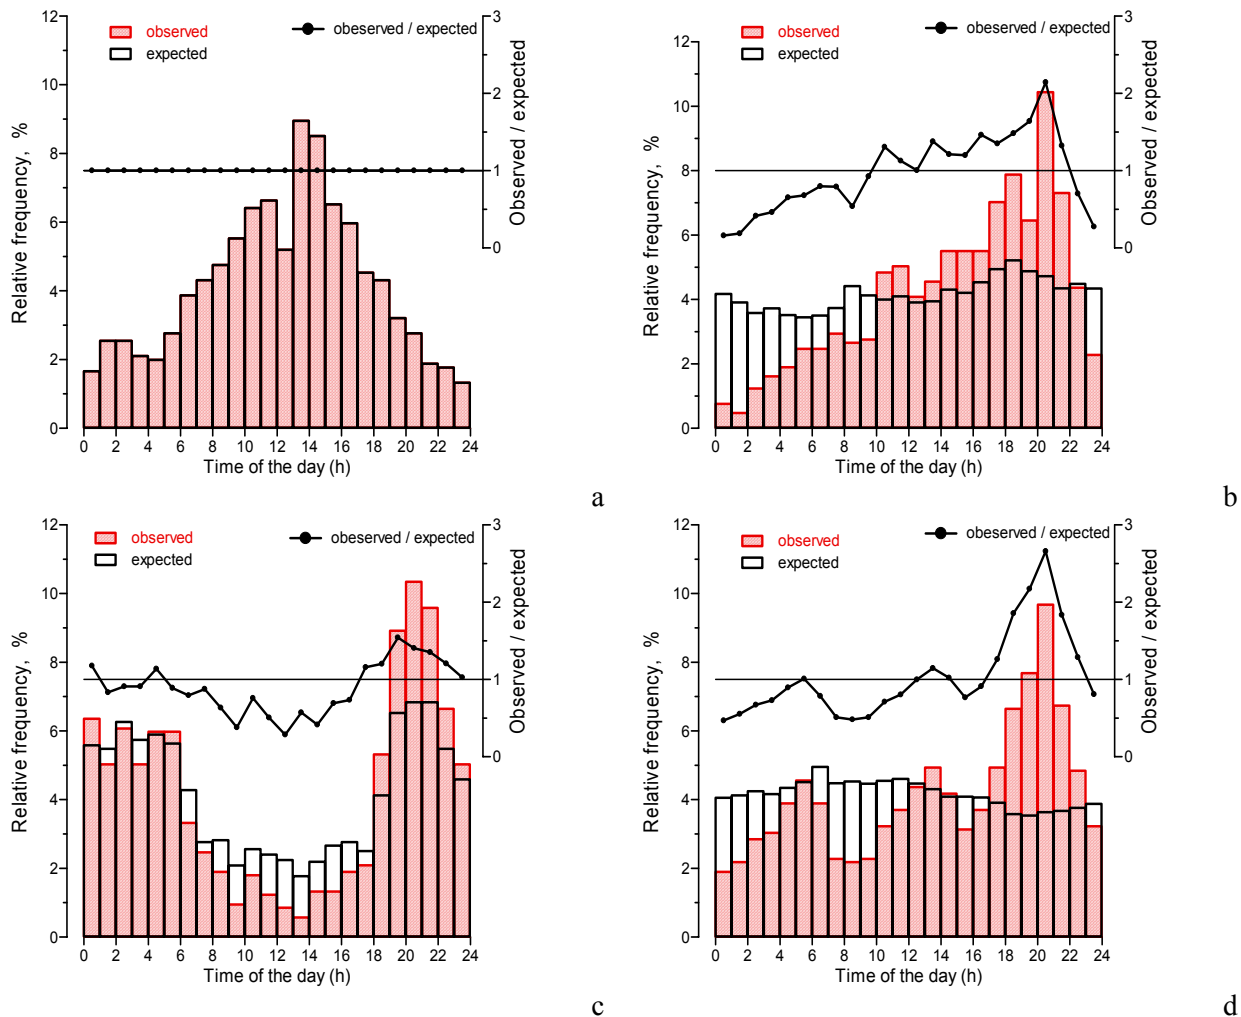 observed
expected
obeserved / expected
12
10
8
6
4
2
0
Relative frequency, %
3
2
1
0
Observed / expected
0 2 4 6 8 10 12 14 16 18 20 22 24
Time of the day (h)
a
observed
expected
obeserved / expected
12
10
8
6
4
2
0
Relative frequency, %
3
2
1
0
Observed / expected
0 2 4 6 8 10 12 14 16 18 20 22 24
Time of the day (h)
b
observed
expected
obeserved / expected
12
10
8
6
4
2
0
Relative frequency, %
3
2
1
0
Observed / expected
0 2 4 6 8 10 12 14 16 18 20 22 24
Time of the day (h)
c
observed
expected
obeserved / expected
12
10
8
6
4
2
0
Relative frequency, %
3
2
1
0
Observed / expected
0 2 4 6 8 10 12 14 16 18 20 22 24
Time of the day (h)
d